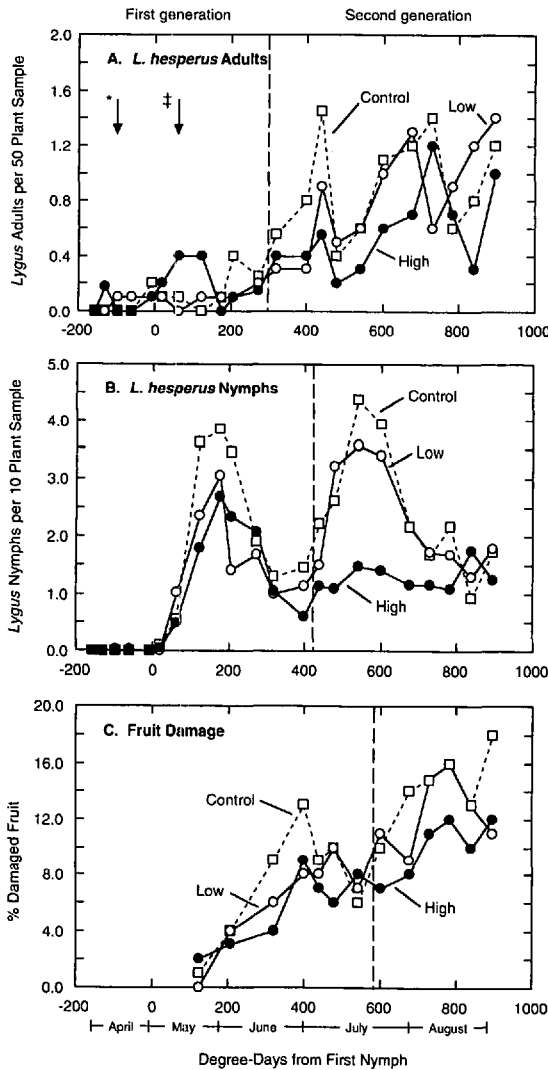 First generation Second generation
2.0
A. L. hesperus Adults
1.6
* ‡
Control
Low
1.2
0.8
High
0.4
0.0
-200 0 200 400 600 800 1000
Lygus Adults per 50 Plant Sample
5.0
B. L. hesperus Nymphs
Control
4.0
Low
3.0
2.0
1.0
High
0.0
-200 0 200 400 600 800 1000
Lygus Nymphs per 10 Plant Sample
20.0
C. Fruit Damage
16.0
Control
12.0
Low
8.0
High
4.0
0.0
-200 0 200 400 600 800 1000
% Damaged Fruit
April May June July August
Degree-Days from First Nymph